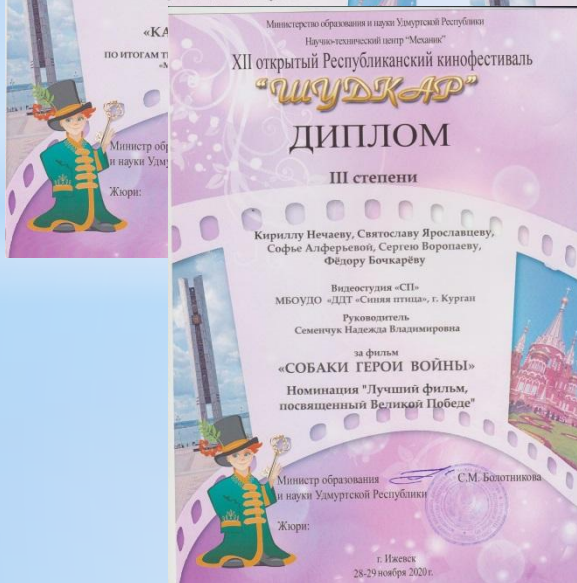 «КА
ПО ИТОГАМ
Министр обр
и науки Удму
Жюри:
Министерство образования и науки Удмуртской Республики
Научно-технический центр "Механик"
XII открытый Республиканский кинофестиваль
"ШУДКАР"
ДИПЛОМ
III степени
Кириллу Нечаеву, Святославу Ярославцеву,
Софье Алферьевой, Сергею Воропаеву,
Фёдору Бочкарёву
Видеостудия «СП»
МБОУДО «ДДТ «Синяя птица», г. Курган
Руководитель
Семенчук Надежда Владимировна
за фильм
«СОБАКИ ГЕРОИ ВОЙНЫ»
Номинация "Лучший фильм,
посвященный Великой Победе"
Министр образования С.М. Болотникова
и науки Удмуртской Республики
Жюри:
г. Ижевск
28-29 ноября 2020 г.